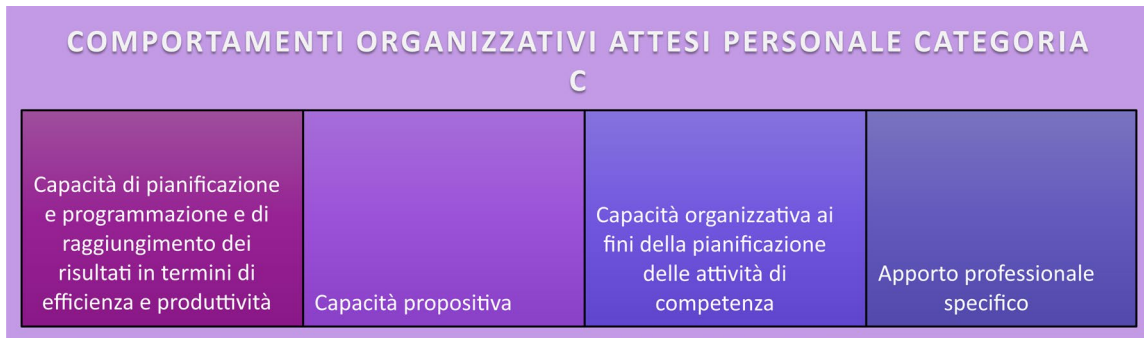 COMPORTAMENTI ORGANIZZATIVI ATTESI PERSONALE CATEGORIA
C
Capacità di pianificazione
e programmazione e di
raggiungimento dei
risultati in termini di
efficienza e produttività
Capacità propositiva
Capacità organizzativa ai
fini della pianificazione
delle attività di
competenza
Apporto professionale
specifico